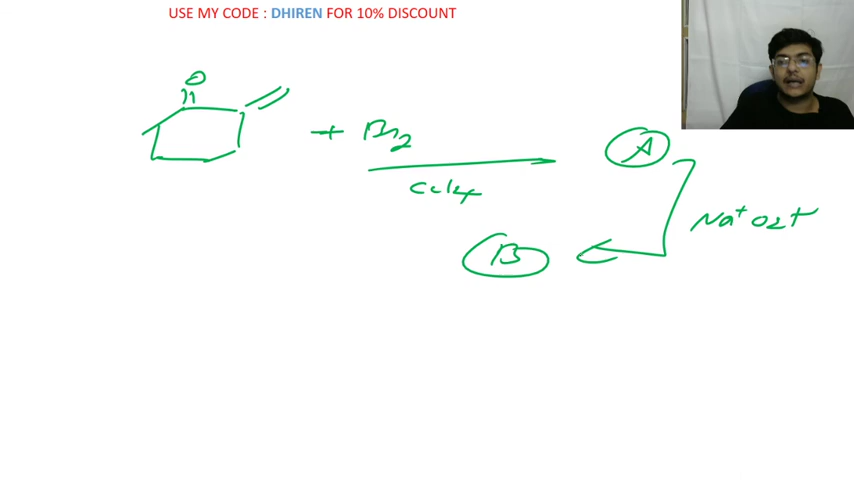 USE MY CODE : DHIREN FOR 10% DISCOUNT
O
+ Br2
CCl4
A
Na+ OEt
B